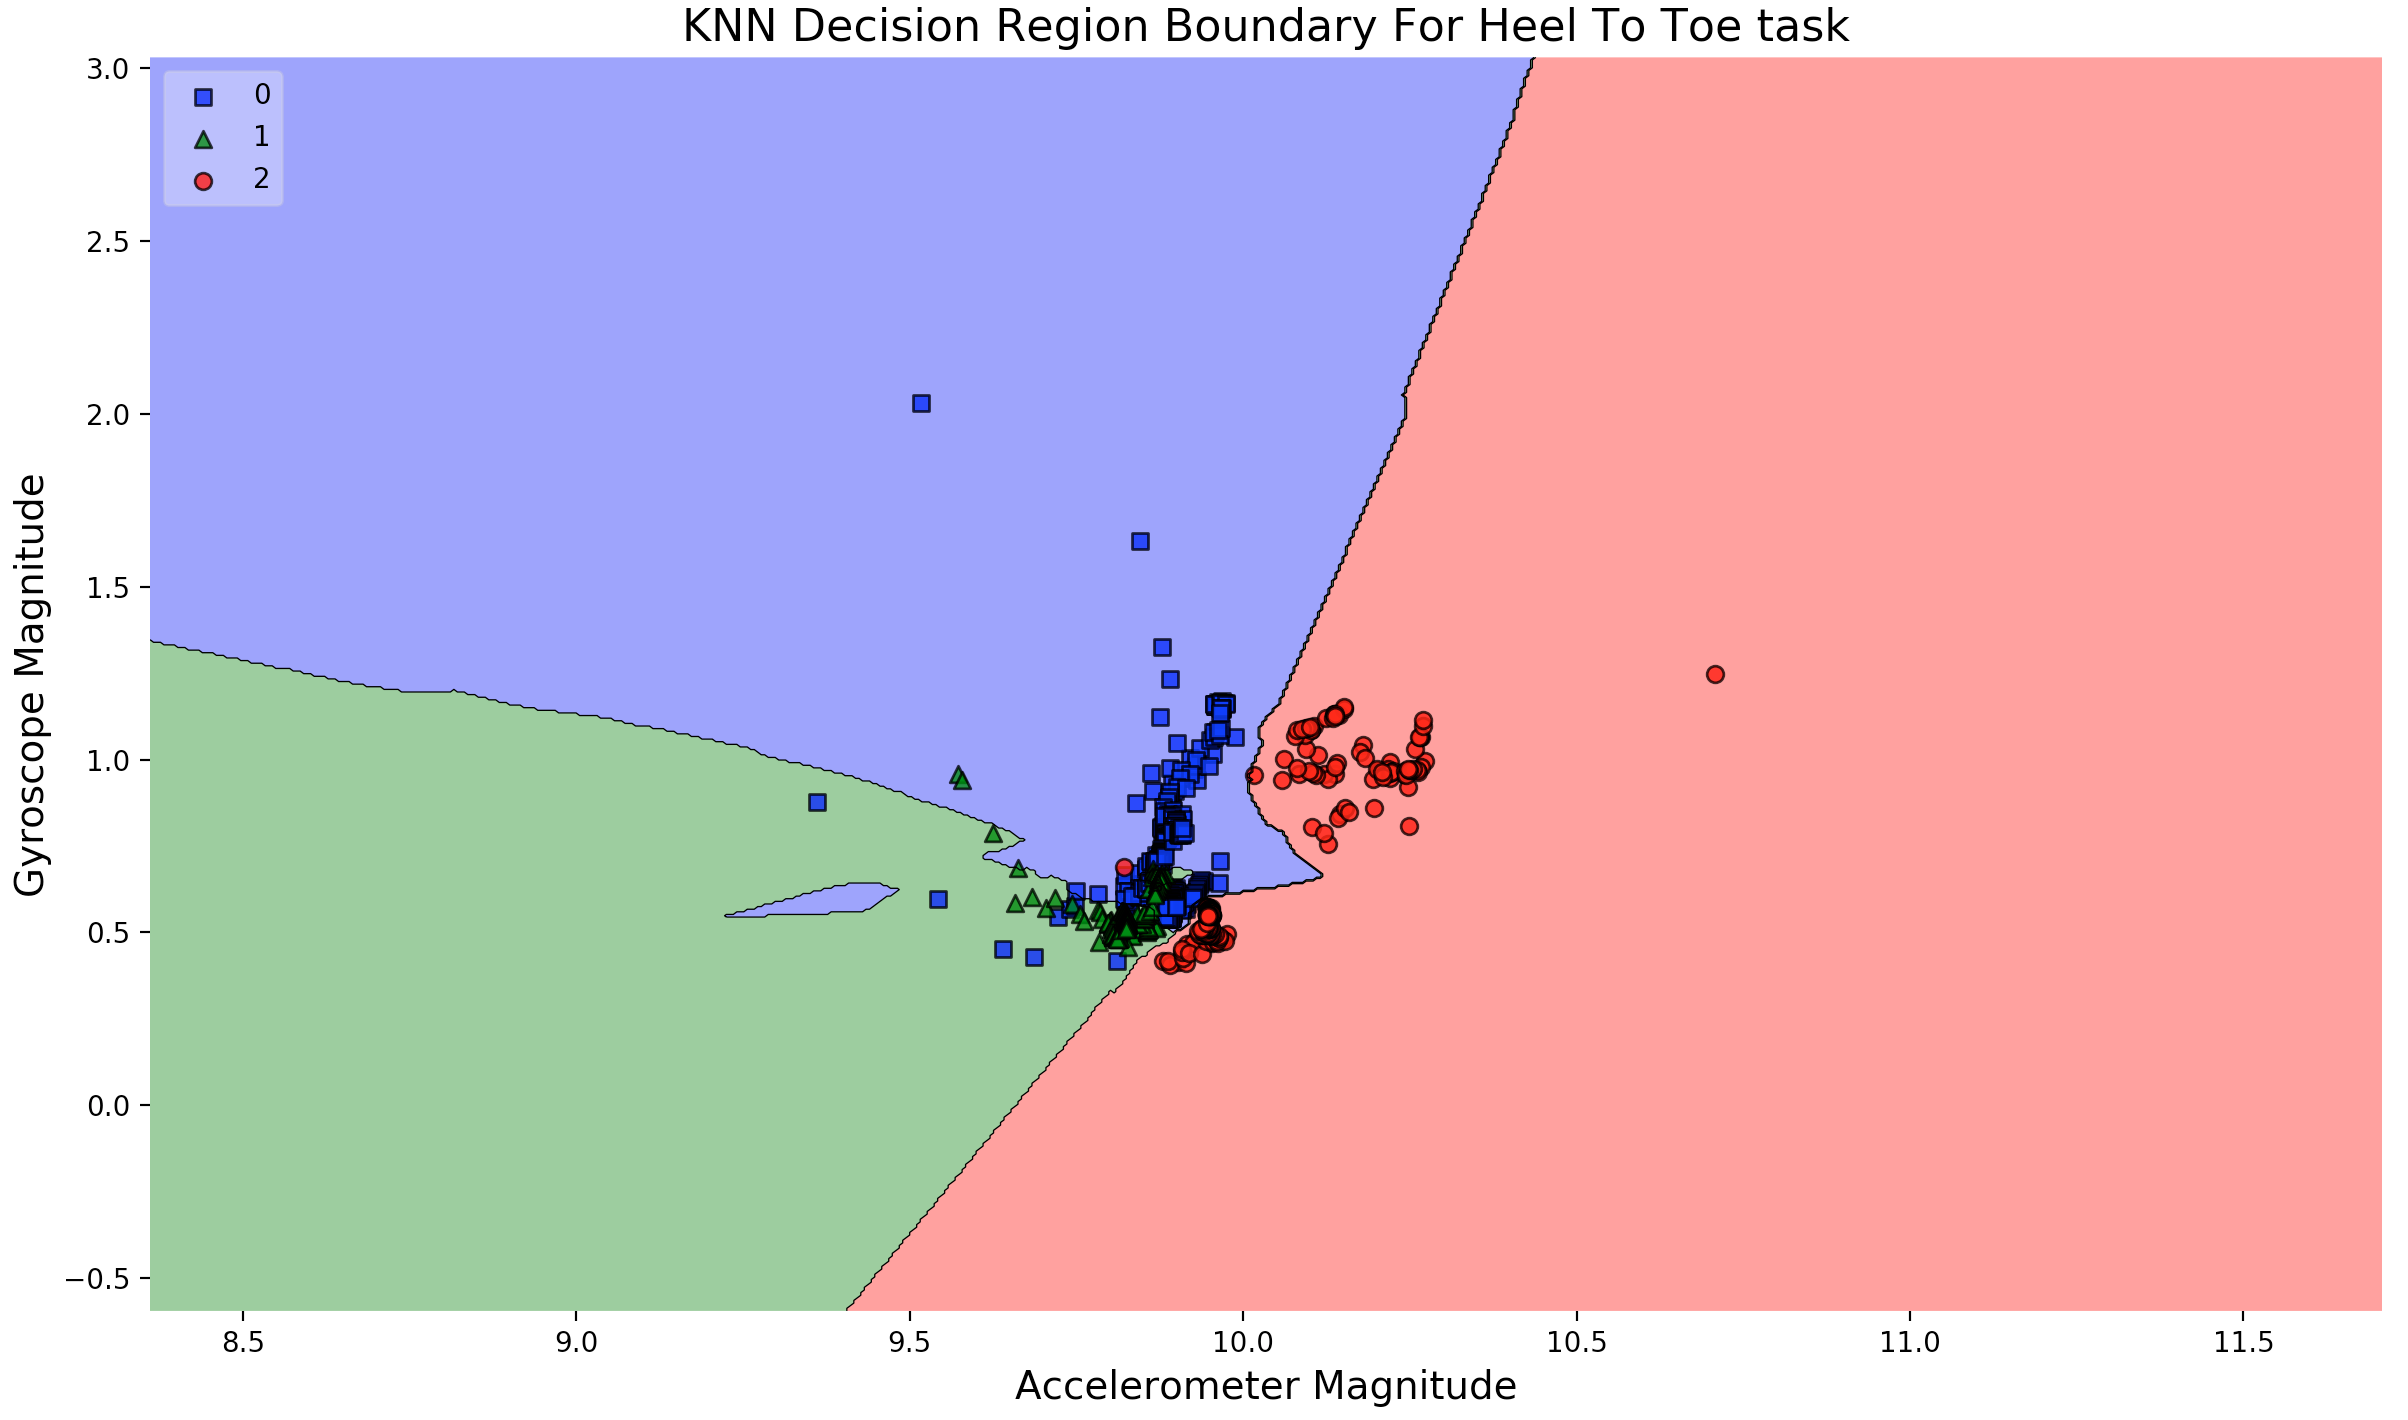 KNN Decision Region Boundary For Heel To Toe task
0
1
2
Gyroscope Magnitude
3.0
2.5
2.0
1.5
1.0
0.5
0.0
−0.5
8.5 9.0 9.5 10.0 10.5 11.0 11.5
Accelerometer Magnitude